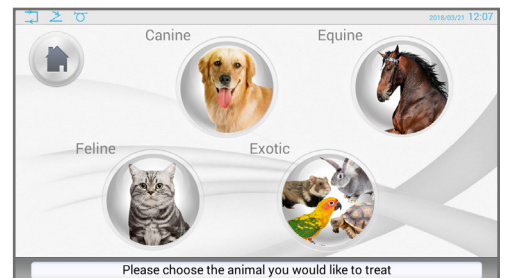 2018/03/21 12:07
Canine
Equine
Feline
Exotic
Please choose the animal you would like to treat